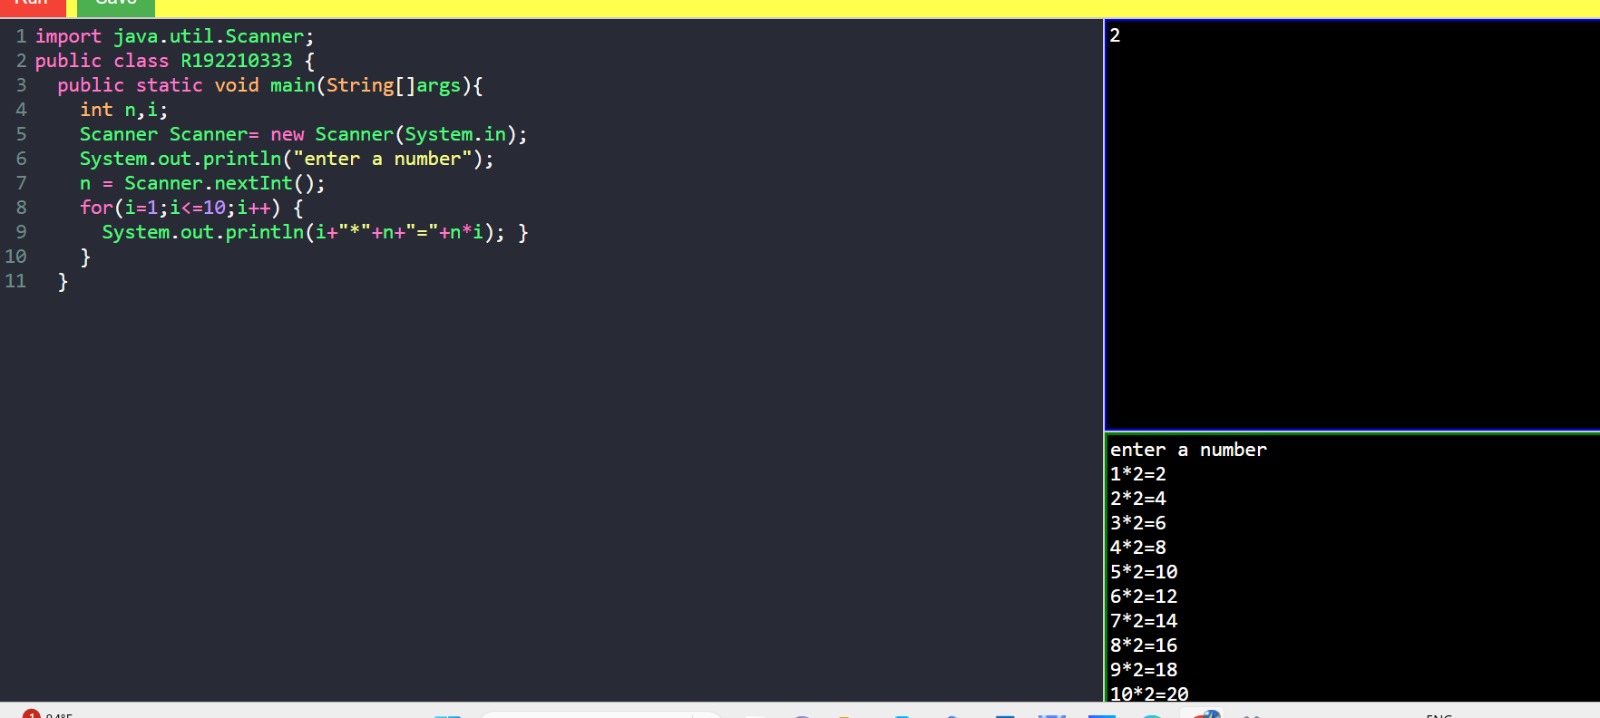 Run Save
1 import java.util.Scanner;
2 public class R192210333 {
3 public static void main(String[]args){
4 int n,i;
5 Scanner Scanner= new Scanner(System.in);
6 System.out.println("enter a number");
7 n = Scanner.nextInt();
8 for(i=1;i<=10;i++) {
9 System.out.println(i+"*"+n+"="+n*i); }
10 }
11 }
2
enter a number
1*2=2
2*2=4
3*2=6
4*2=8
5*2=10
6*2=12
7*2=14
8*2=16
9*2=18
10*2=20
1